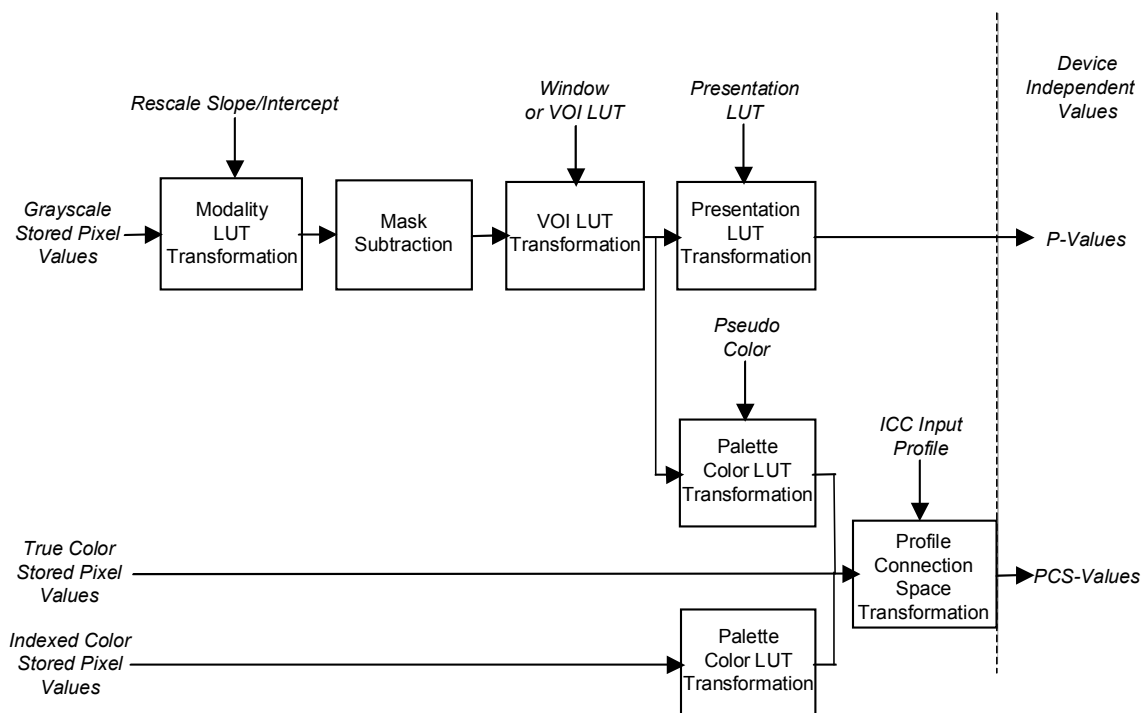 Rescale Slope/Intercept
Window
or VOI LUT
Presentation
LUT
Device
Independent
Values
Grayscale
Stored Pixel
Values
Modality
LUT
Transformation
Mask
Subtraction
VOI LUT
Transformation
Presentation
LUT
Transformation
P-Values
Pseudo
Color
Palette
Color LUT
Transformation
ICC Input
Profile
True Color
Stored Pixel
Values
Profile
Connection
Space
Transformation
PCS-Values
Indexed Color
Stored Pixel
Values
Palette
Color LUT
Transformation